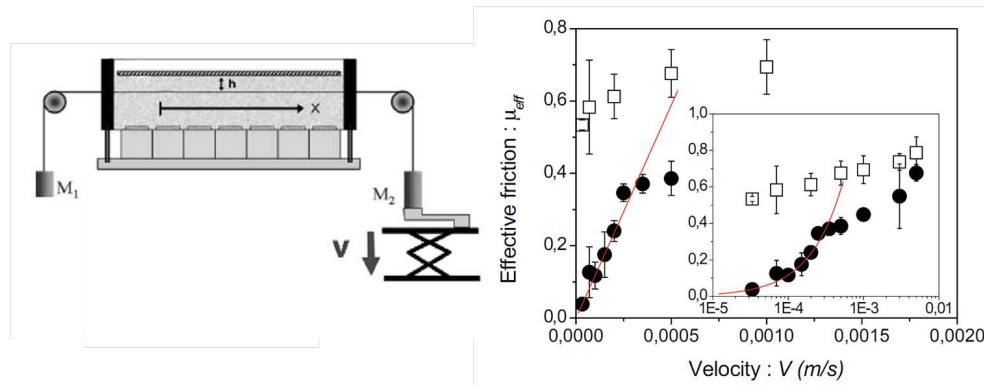 h
X
M1
M2
V
Effective friction : μeff
0,8
0,6
0,4
0,2
0,0
0,0000
0,0005
0,0010
0,0015
0,0020
Velocity : V (m/s)
1,0
0,8
0,6
0,4
0,2
0,0
1E-5
1E-4
1E-3
0,01